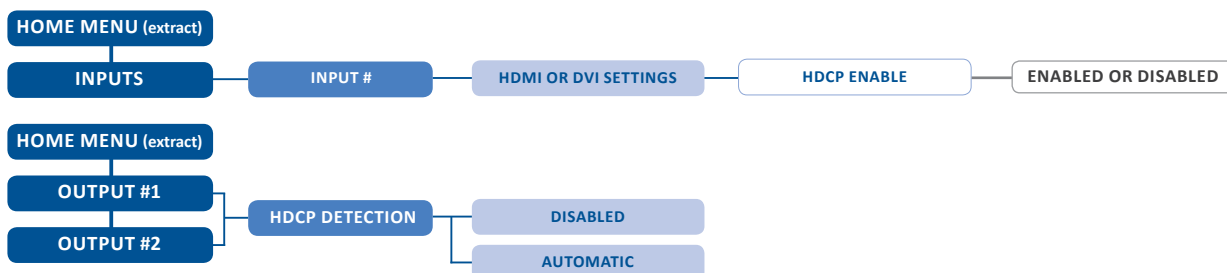 HOME MENU (extract)
INPUTS
INPUT #
HDMI OR DVI SETTINGS
HDCP ENABLE
ENABLED OR DISABLED
HOME MENU (extract)
OUTPUT #1
OUTPUT #2
HDCP DETECTION
DISABLED
AUTOMATIC